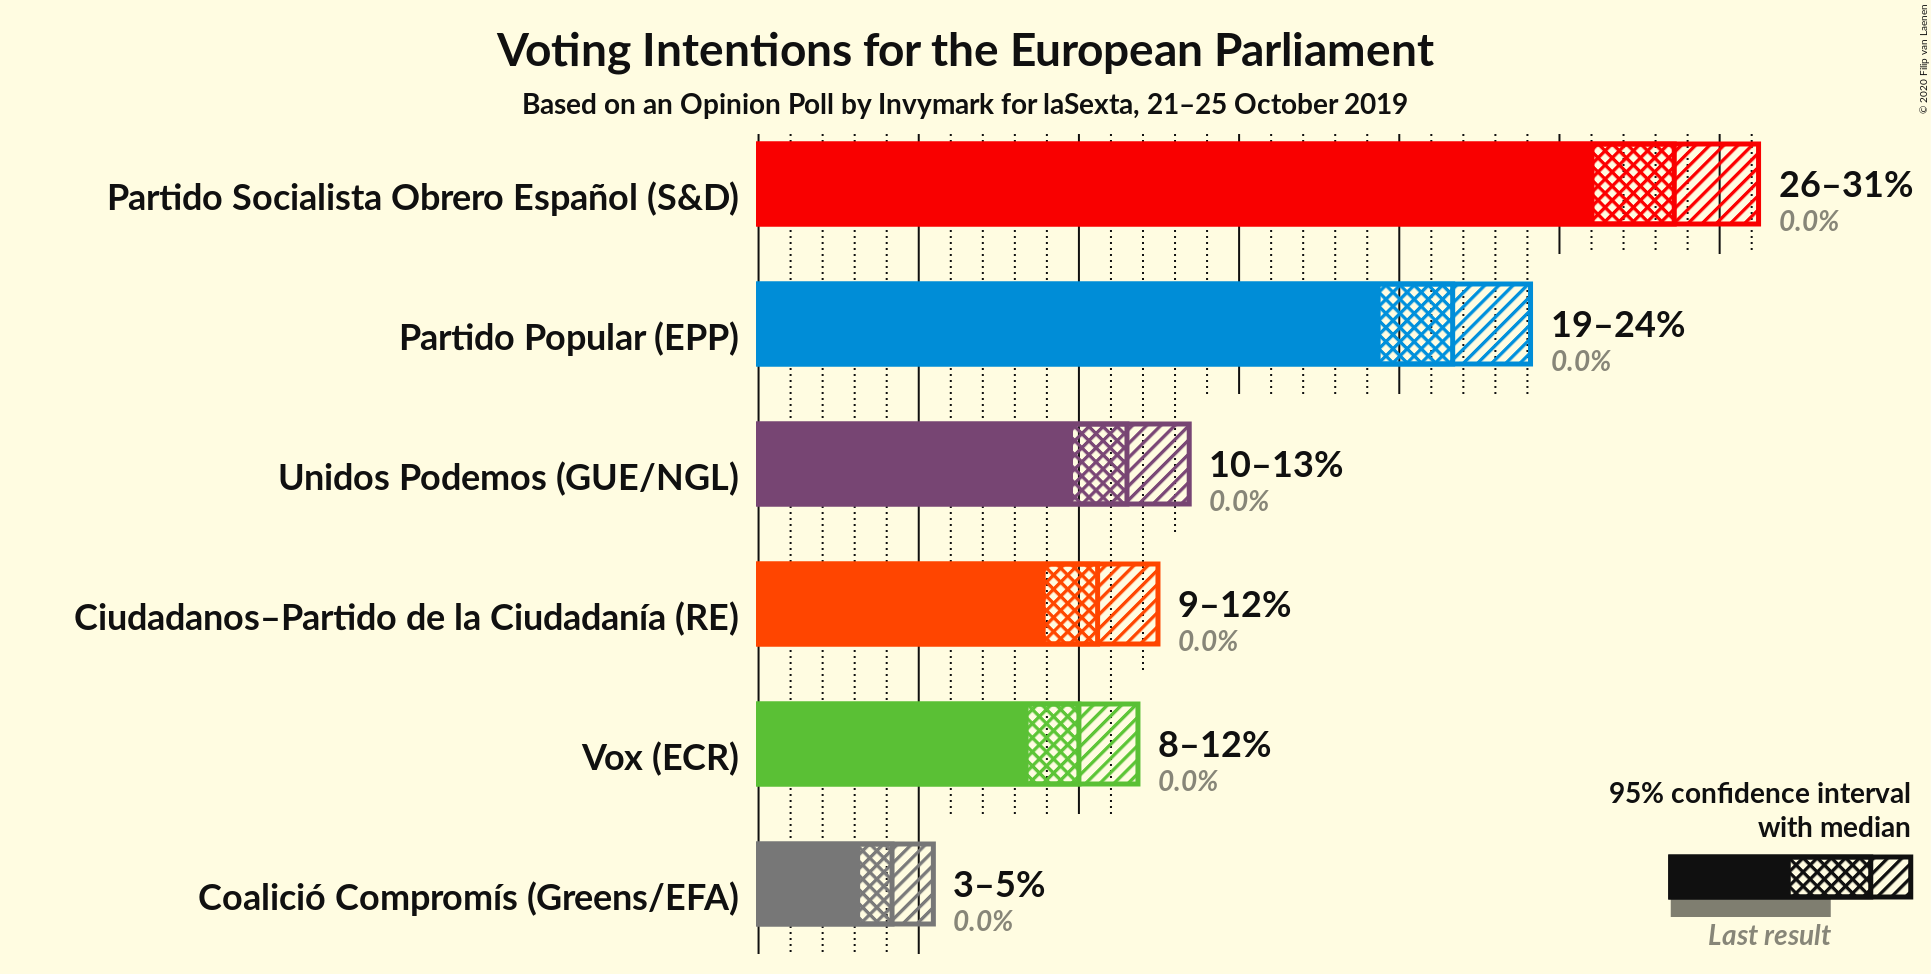 Voting Intentions for the European Parliament
Based on an Opinion Poll by Invymark for laSexta, 21–25 October 2019
© 2020 Filip van Laenen
Partido Socialista Obrero Español (S&D)
26–31%
0.0%
Partido Popular (EPP)
19–24%
0.0%
Unidos Podemos (GUE/NGL)
10–13%
0.0%
Ciudadanos–Partido de la Ciudadanía (RE)
9–12%
0.0%
Vox (ECR)
8–12%
0.0%
Coalició Compromís (Greens/EFA)
3–5%
0.0%
95% confidence interval
with median
Last result